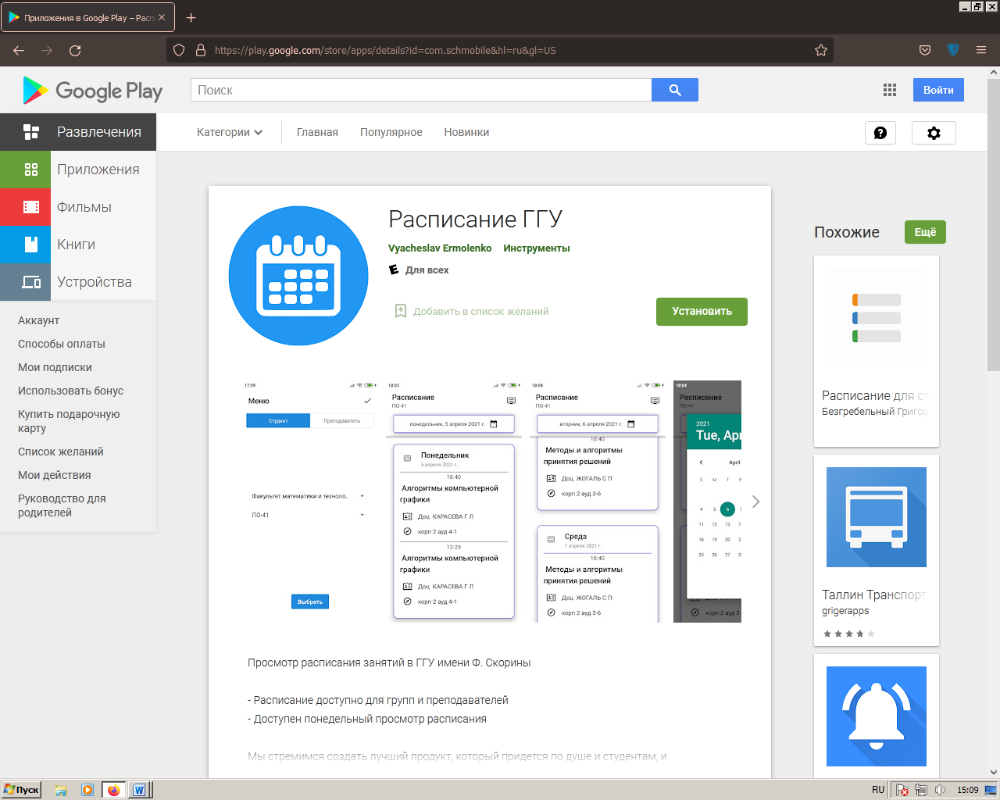 Приложения в Google Play – Расп
https://play.google.com/store/apps/details?id=com.schmobile&hl=ru&gl=US
Google Play
Поиск
Войти
Развлечения
Категории
Главная
Популярное
Новинки
Приложения
Фильмы
Книги
Устройства
Аккаунт
Способы оплаты
Мои подписки
Использовать бонус
Купить подарочную
карту
Список желаний
Мои действия
Руководство для
родителей
Расписание ГГУ
Vyacheslav Ermolenko Инструменты
Для всех
Добавить в список желаний
Установить
17:59
Меню
Студент
Преподаватель
Факультет математики и техноло..
ПО-41
Выбрать
18:03
Расписание
ПО-41
понедельник, 5 апреля 2021 г.
Понедельник
5 апреля 2021 г.
10:40
Алгоритмы компьютерной
графики
Доц КАРАСЕВА Г Л
корп 2 ауд 4-1
12:25
Алгоритмы компьютерной
графики
Доц КАРАСЕВА Г Л
корп 2 ауд 4-1
18:04
Расписание
ПО-41
вторник, 6 апреля 2021 г.
10:40
Методы и алгоритмы
принятия решений
Доц ЖОГАЛЬ С П
корп 2 ауд 3-6
Среда
7 апреля 2021 г.
10:40
Методы и алгоритмы
принятия решений
Доц ЖОГАЛЬ С П
корп 2 ауд 3-6
18:04
Расписание
ПО-41
2021
Tue, Apr
April
S M T W
4 5 6 7
11 12 13
18 19 20
25 26 27
корп 2 ауд 3-6
Просмотр расписания занятий в ГГУ имени Ф. Скорины
- Расписание доступно для групп и преподавателей
- Доступен понедельный просмотр расписания
Мы стремимся создать лучший продукт, который придется по душе и студентам, и
Похожие
Ещё
Расписание для ст
Безгребельный Григор
Таллин Транспорт
grigerapps
Пуск
RU
15:09